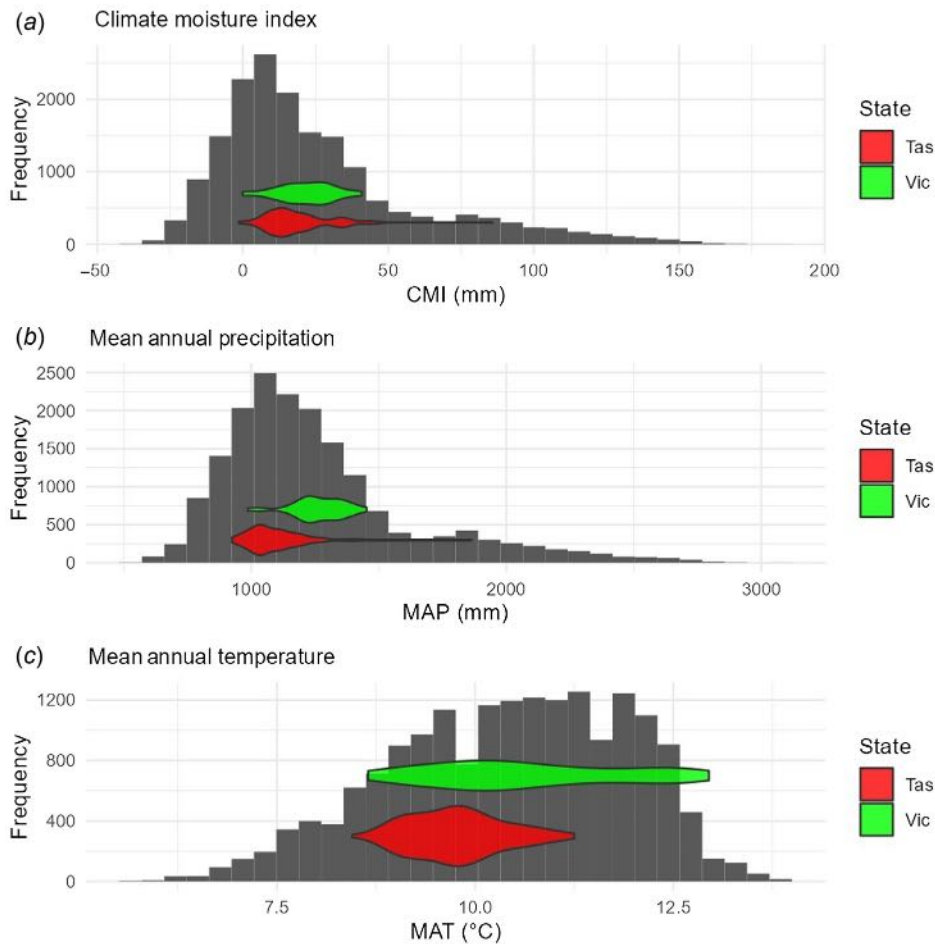 (a) Climate moisture index
Frequency
2000
1000
0
−50 0 50 100 150 200
CMI (mm)
State
Tas
Vic
(b) Mean annual precipitation
Frequency
2500
2000
1500
1000
500
0
1000 2000 3000
MAP (mm)
State
Tas
Vic
(c) Mean annual temperature
Frequency
1200
800
400
0
7.5 10.0 12.5
MAT (°C)
State
Tas
Vic